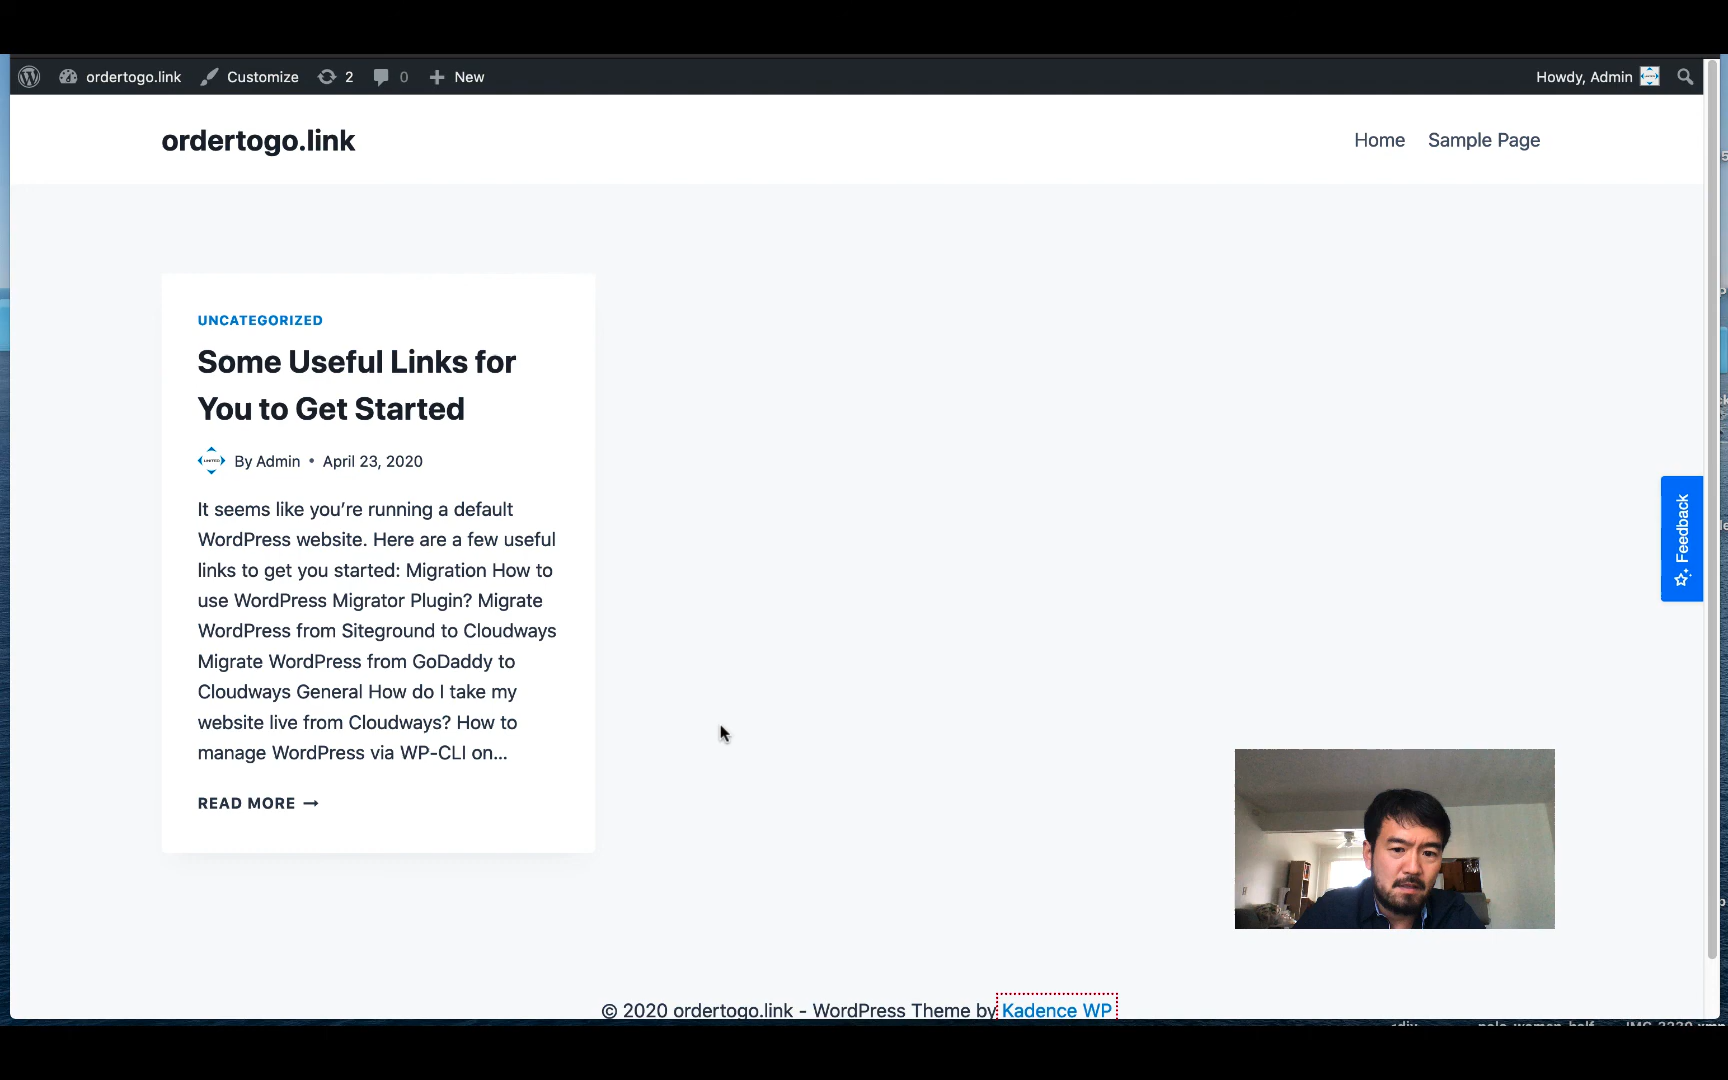 ordertogo.link Customize 2 0 New Howdy, Admin
ordertogo.link
Home Sample Page
UNCATEGORIZED
Some Useful Links for
You to Get Started
By Admin • April 23, 2020
It seems like you’re running a default
WordPress website. Here are a few useful
links to get you started: Migration How to
use WordPress Migrator Plugin? Migrate
WordPress from Siteground to Cloudways
Migrate WordPress from GoDaddy to
Cloudways General How do I take my
website live from Cloudways? How to
manage WordPress via WP-CLI on...
READ MORE →
Feedback
© 2020 ordertogo.link - WordPress Theme by Kadence WP